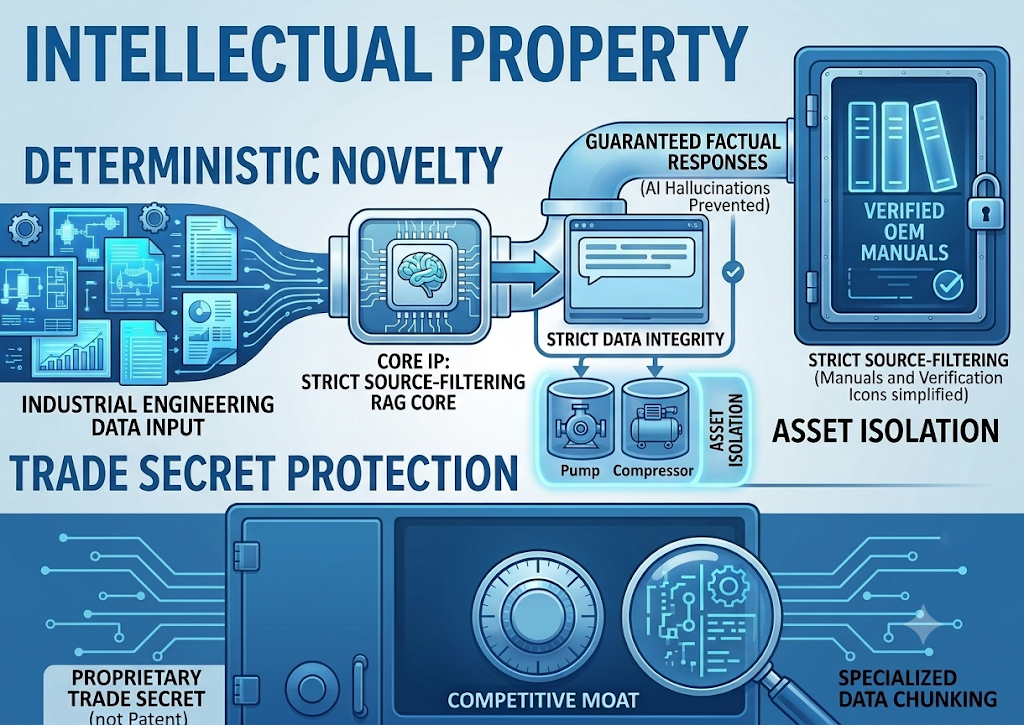 INTELLECTUAL PROPERTY
DETERMINISTIC NOVELTY
GUARANTEED FACTUAL
RESPONSES
(AI Hallucinations
Prevented)
VERIFIED
OEM
MANUALS
STRICT DATA INTEGRITY
CORE IP:
STRICT SOURCE-FILTERING
RAG CORE
INDUSTRIAL ENGINEERING
DATA INPUT
STRICT SOURCE-FILTERING
(Manuals and Verification
Icons simplified)
ASSET ISOLATION
Pump
Compressor
ASSET
ISOLATION
TRADE SECRET PROTECTION
PROPRIETARY
TRADE SECRET
(not Patent)
COMPETITIVE MOAT
SPECIALIZED
DATA CHUNKING